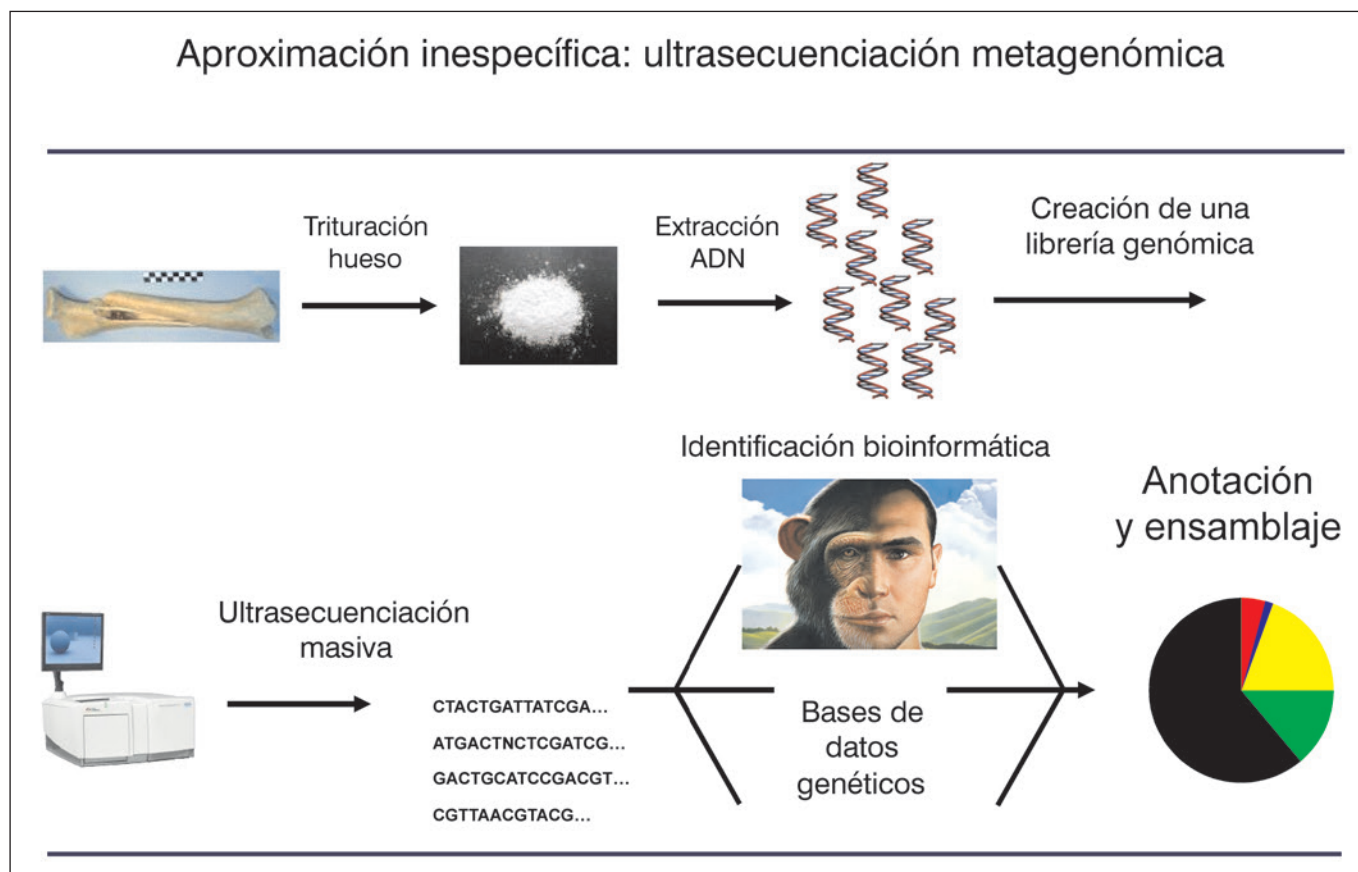 Aproximación inespecífica: ultrasecuenciación metagenómica
Trituración
hueso
Extracción
ADN
Creación de una
librería genómica
Ultrasecuenciación
masiva
CTACTGATTATCGA...
ATGACTNCTCGATCG...
GACTGCATCCGACGT...
CGTTAACGTACG...
Identificación bioinformática
Bases de
datos
genéticos
Anotación
y ensamblaje